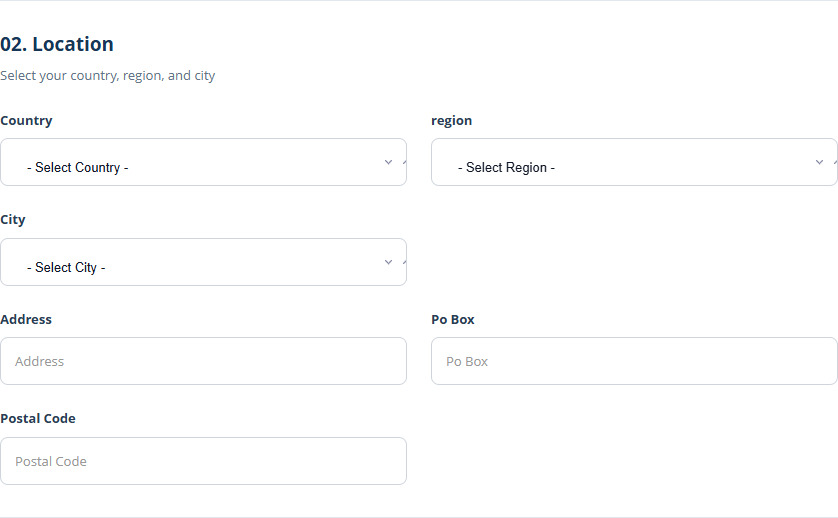 02. Location
Select your country, region, and city
Country
region
- Select Country -
- Select Region -
City
- Select City -
Address
Po Box
Address
Po Box
Postal Code
Postal Code